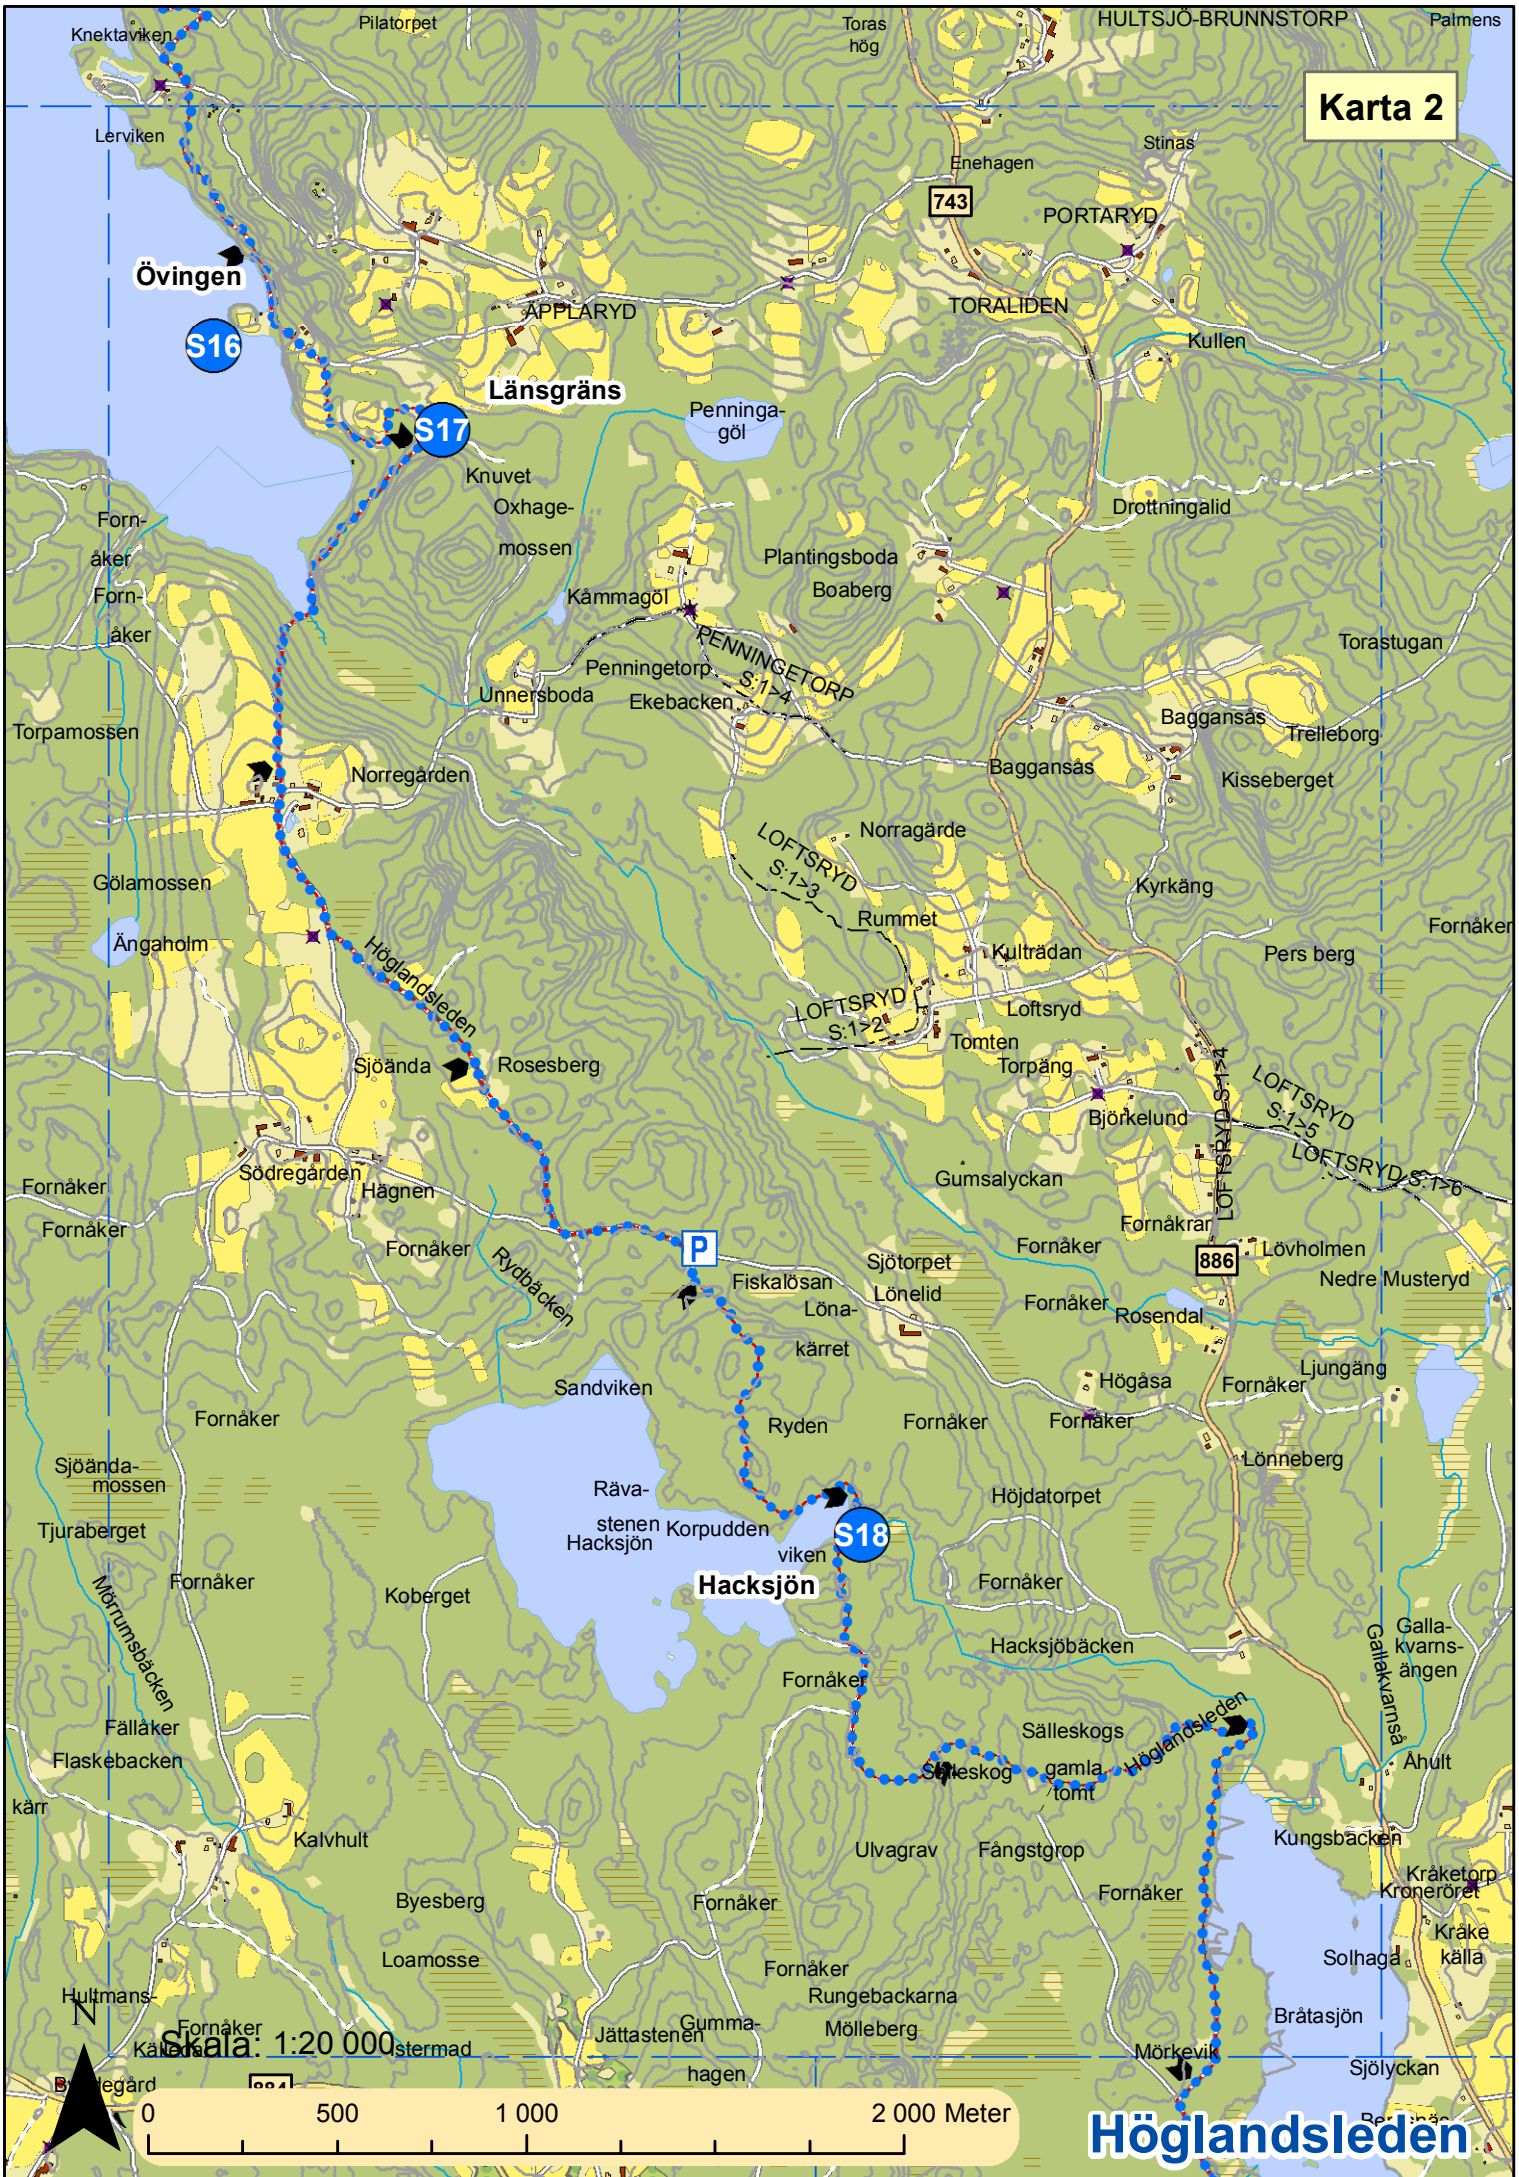 Knektaviken
Pilatorpet
Toras
hög
HULTSJÖ-BRUNNSTORP
Palmens
Karta 2
Lerviken
Enehagen
Stinas
743
PORTARYD
Övingen
ÄPPLARYD
TORALIDEN
Kullen
S16
Länsgräns
Penninga-
göl
S17
Knuvet
Oxhage-
mossen
Drottningalid
Forn-
åker
Plantingsboda
Boaberg
Kåmmagöl
Forn-
åker
PENNINGETORP
S:1>4
Penningetorp
Ekebacken
Unnersboda
Torastugan
Torpamossen
Baggansås
Trelleborg
Norregården
Baggansås
Kisseberget
LOFTSRYD
S:1>3
Norragärde
Gölamossen
Kyrkäng
Rummet
Fornåker
Ängaholm
Höglandsleden
Kulträdan
Pers berg
LOFTSRYD
S:1>2
Loftsryd
Tomten
Sjöända
Rosesberg
Torpäng
LOFTSRYD S:1>4
LOFTSRYD
S:1>5
Björkelund
LOFTSRYD S:1>6
Södregården
Hägnen
Gumsalyckan
Fornåker
Fornåker
Fornåkrar
Fornåker
Rydbäcken
P
Fornåker
886
Lövholmen
Sjötorpet
Fiskalösan
Lönelid
Nedre Musteryd
Löna-
kärret
Fornåker
Rosendal
Sandviken
Högåsa
Ljungäng
Fornåker
Fornåker
Ryden
Fornåker
Fornåker
Sjöända-
mossen
Lönneberg
Räva-
stenen
Höjdatorpet
Tjuraberget
Hacksjön
Korpudden
S18
viken
Hacksjön
Fornåker
Mörrumsbäcken
Koberget
Fornåker
Hacksjöbäcken
Galla-
kvarns-
ängen
Gallakvarnså
Fornåker
Fällåker
Flaskebacken
Sälleskogs
gamla
tomt
Höglandsleden
Sälleskog
Åhult
kärr
Kalvhult
Ulvagrav
Fångstgrop
Kungsbacken
Byesberg
Fornåker
Fornåker
Kråketorp
Kroneröret
Kråke
källa
Loamosse
Fornåker
Solhaga
Hultmans-
Rungebackarna
Bråtasjön
N
Fornåker
Skala: 1:20 000
stermad
Jättastenen
Gumma-
hagen
Mölleberg
Mörkevik
Sjölyckan
884
0 500 1 000 2 000 Meter
Höglandsleden